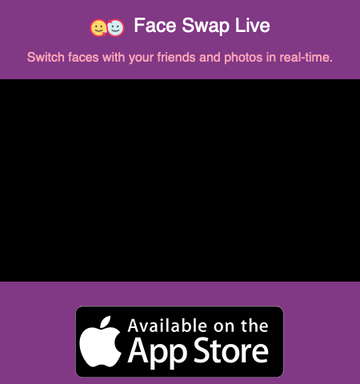 Face Swap Live
Switch faces with your friends and photos in real-time.
Available on the
App Store